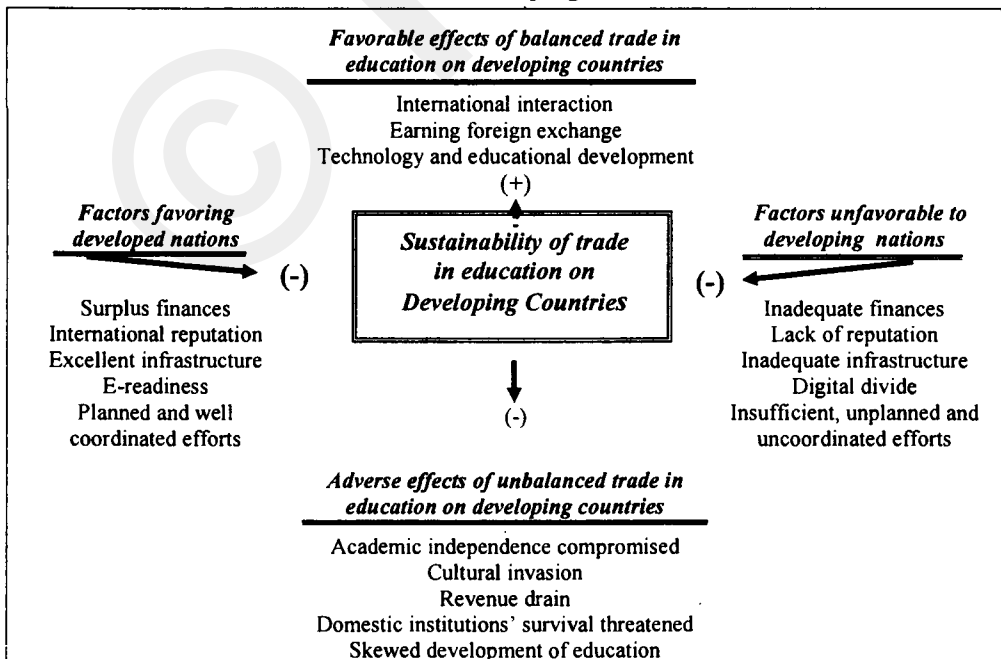 Favorable effects of balanced trade in
education on developing countries
International interaction
Earning foreign exchange
Technology and educational development
(+)
Factors favoring
developed nations
(-)
Surplus finances
International reputation
Excellent infrastructure
E-readiness
Planned and well
coordinated efforts
Sustainability of trade
in education on
Developing Countries
Factors unfavorable to
developing nations
(-)
Inadequate finances
Lack of reputation
Inadequate infrastructure
Digital divide
Insufficient, unplanned and
uncoordinated efforts
(-)
Adverse effects of unbalanced trade in
education on developing countries
Academic independence compromised
Cultural invasion
Revenue drain
Domestic institutions' survival threatened
Skewed development of education